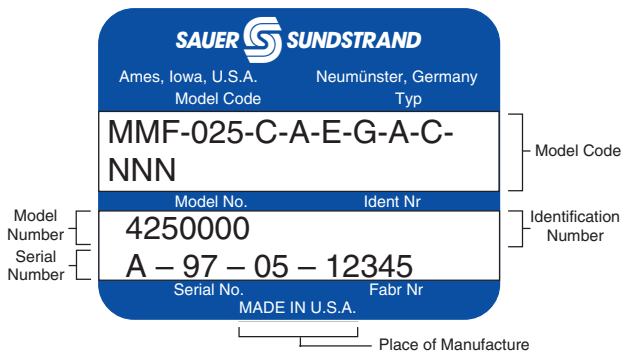 SAUER SUNDSTRAND
Ames, Iowa, U.S.A. Neumünster, Germany
Model Code Typ
MMF-025-C-A-E-G-A-C-
NNN
Model Code
Model No. Ident Nr
Model
Number
4250000
Identification
Number
Serial
Number
A – 97 – 05 – 12345
Serial No. Fabr Nr
MADE IN U.S.A.
Place of Manufacture